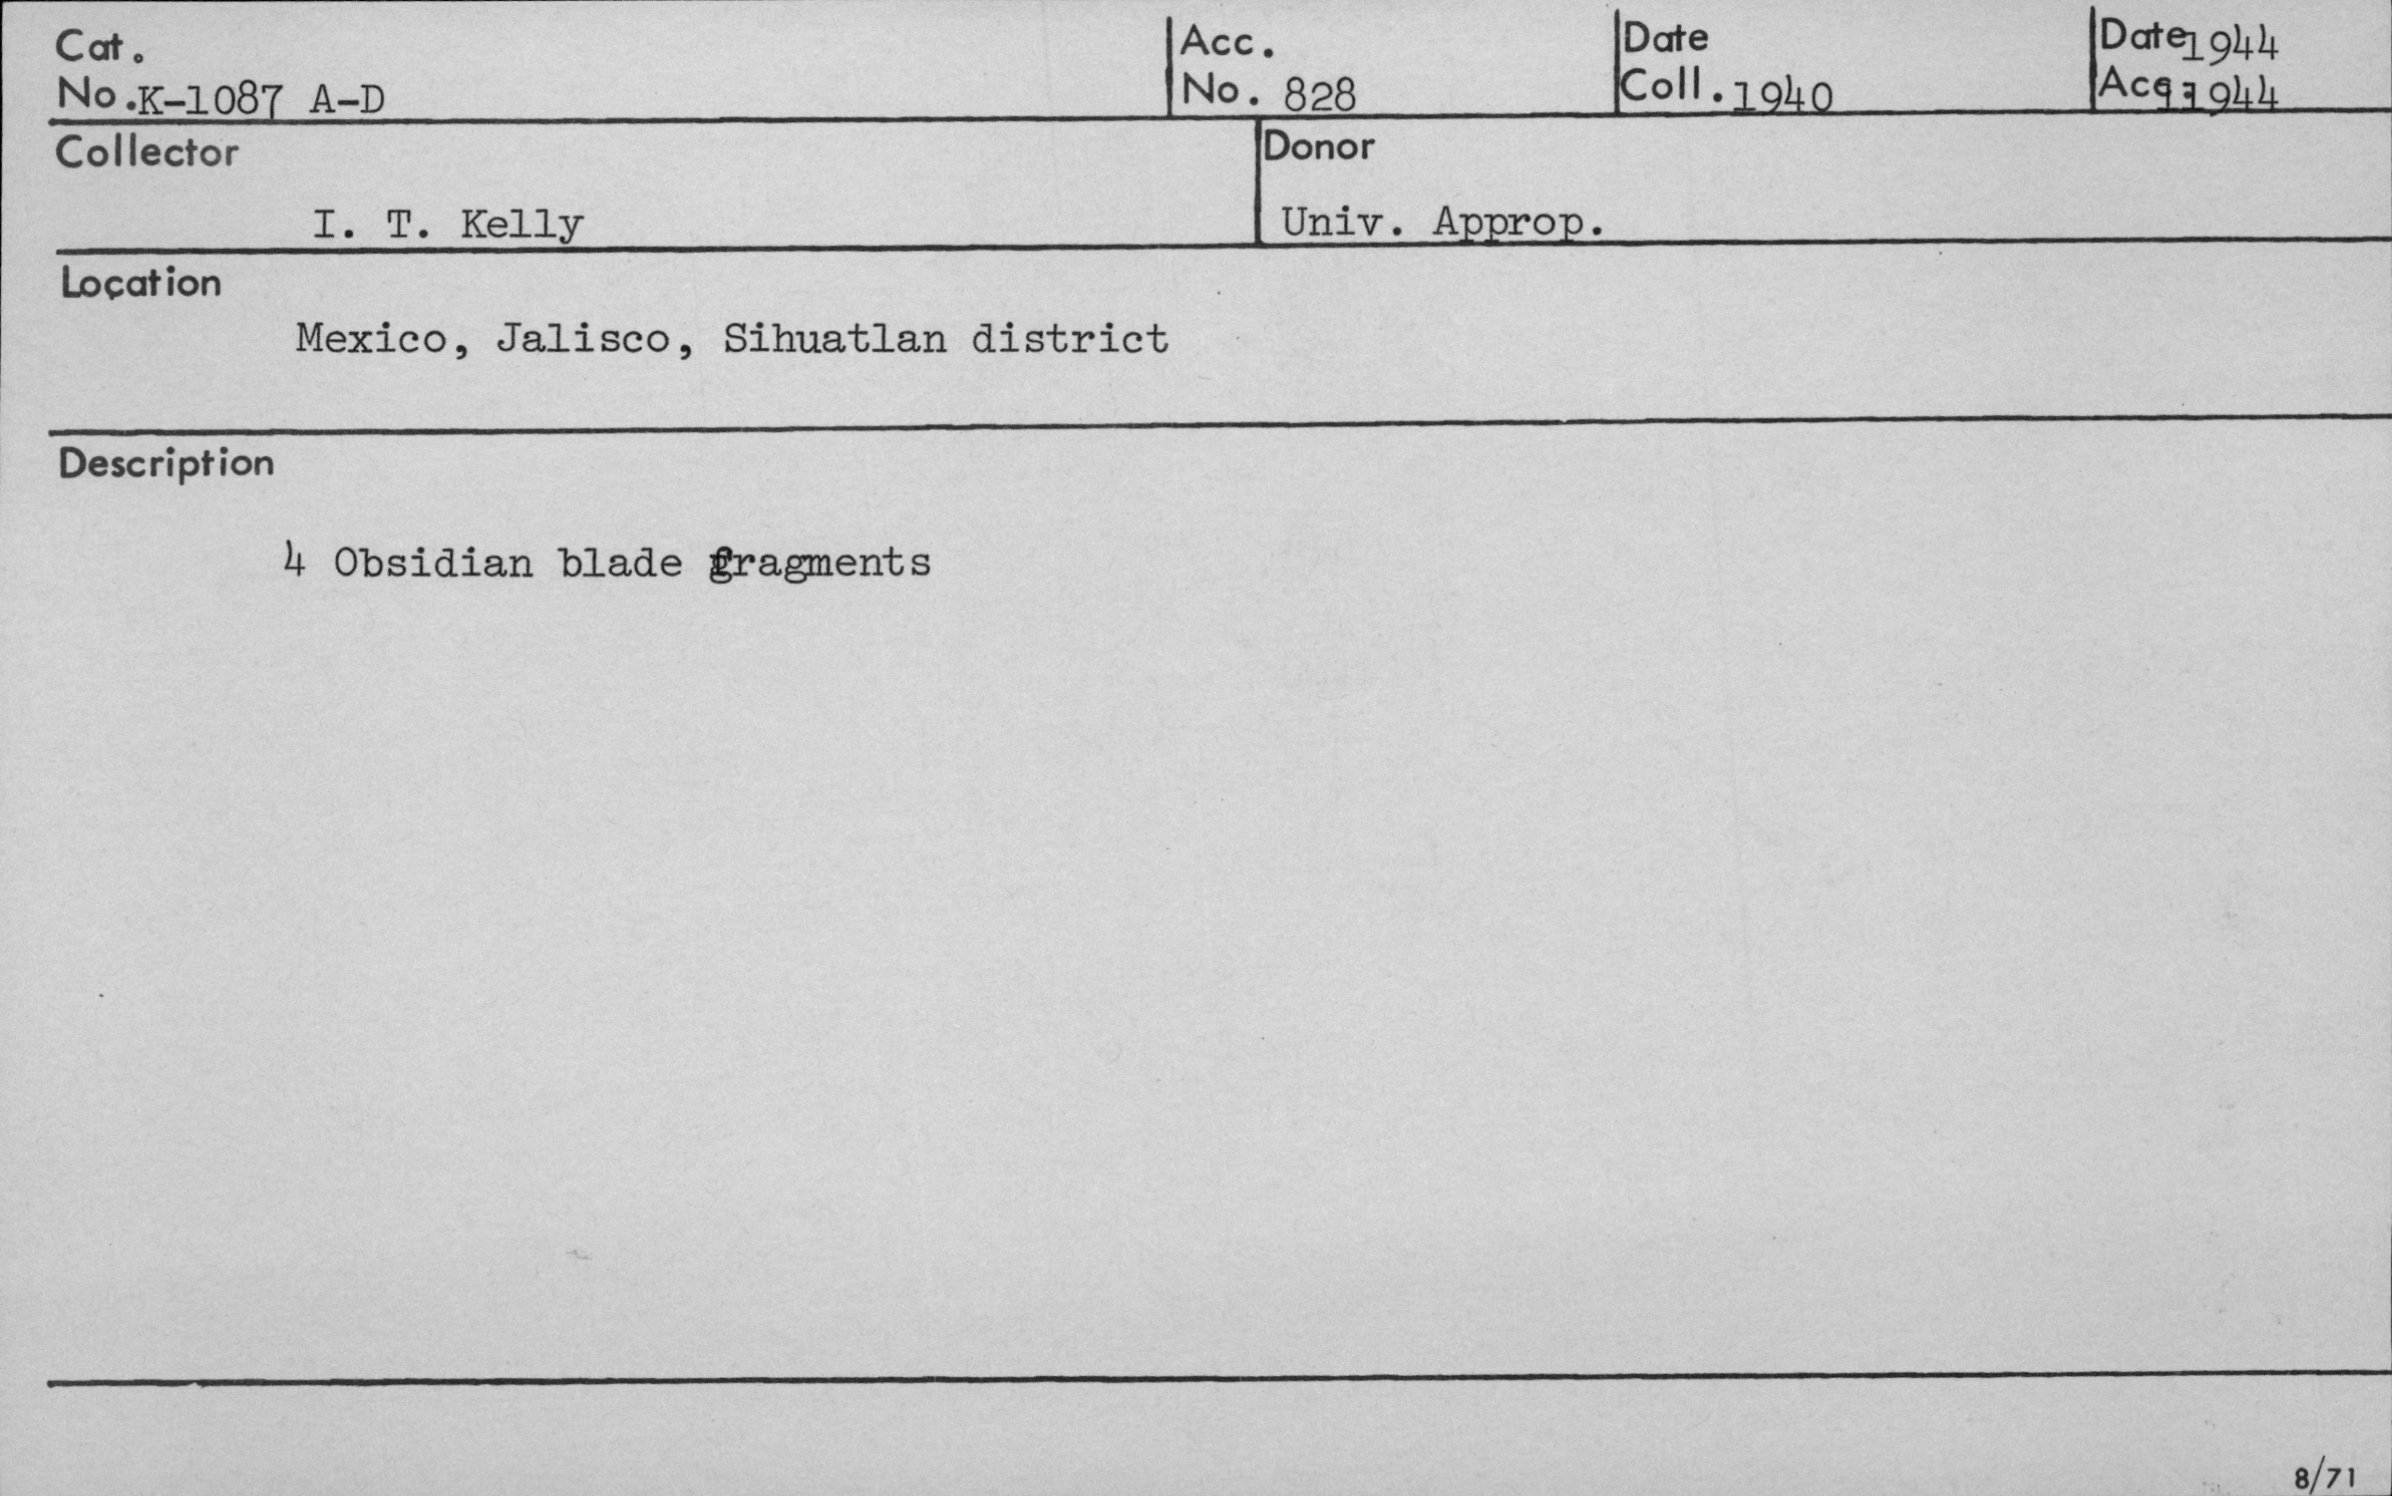 Cat.
No. K-1087 A-D
Acc.
No. 828
Date
Coll. 1940
Date 1944
Acq. 1944
Collector
I. T. Kelly
Donor
Univ. Approp.
Location
Mexico, Jalisco, Sihuatlan district
Description
4 Obsidian blade fragments
8/71